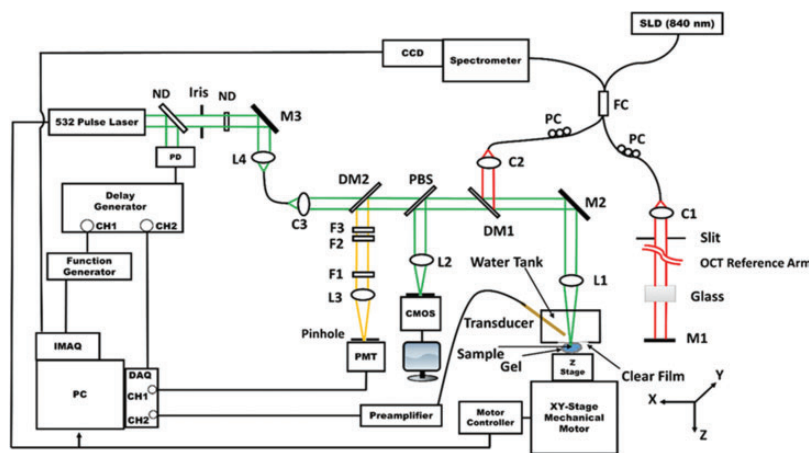 SLD (840 nm)
CCD
Spectrometer
ND
Iris
ND
M3
532 Pulse Laser
FC
PC
PC
PD
L4
C2
DM2
PBS
M2
Delay
Generator
CH1
CH2
C3
DM1
C1
Slit
F3
F2
OCT Reference Arm
Function
Generator
F1
L2
Water Tank
L1
L3
Glass
CMOS
Transducer
Pinhole
M1
IMAQ
PMT
Sample
Gel
Z
Stage
Clear Film
PC
DAQ
CH1
CH2
Preamplifier
Motor
Controller
XY-Stage
Mechanical
Motor
Y
X
Z